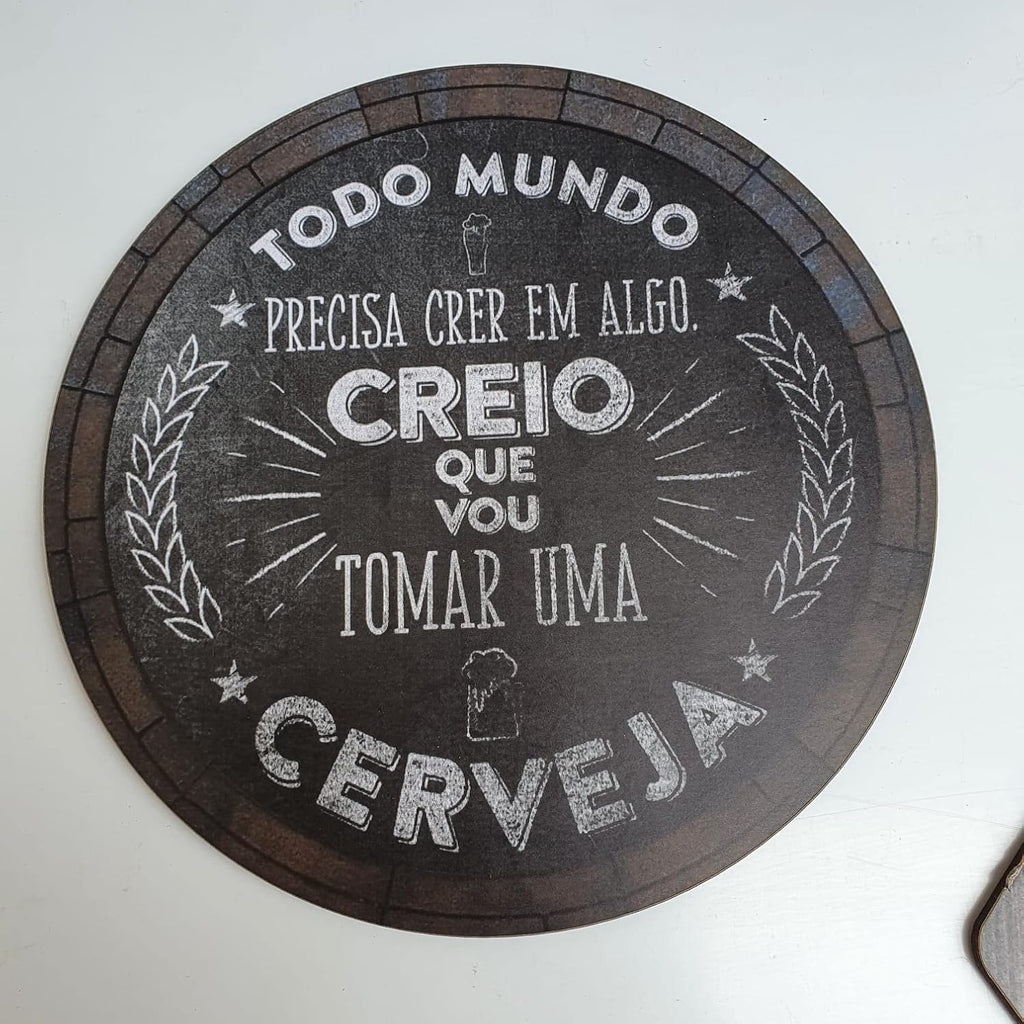 TODO MUNDO
PRECISA CRER EM ALGO.
CREIO
QUE
VOU
TOMAR UMA
CERVEJA